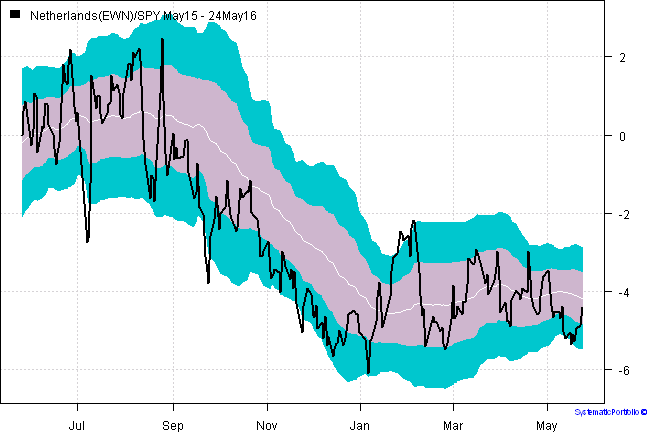 Netherlands(EWN)/SPY May15 - 24May16
2
0
-2
-4
-6
Jul Sep Nov Jan Mar May
SystematicPortfolio ©